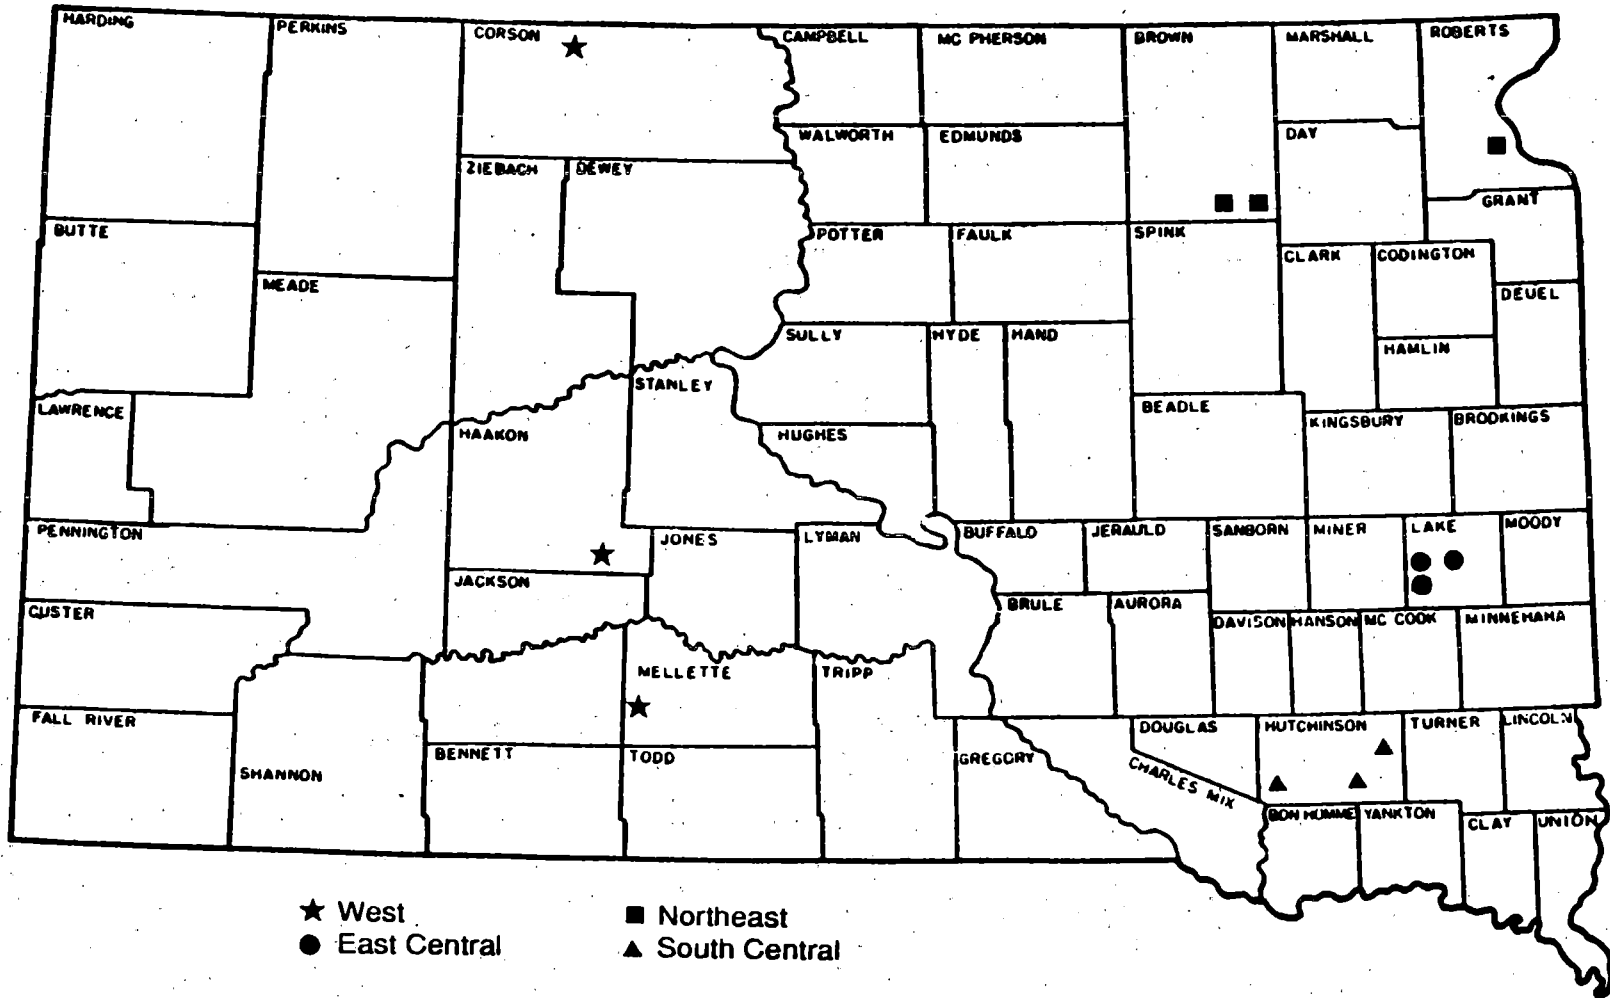 HARDING
PERKINS
CORSON
CAMPBELL
MC PHERSON
BROWN
MARSHALL
ROBERTS
WALWORTH
EDMUNDS
DAY
ZIEBACH
DEWEY
GRANT
BUTTE
POTTER
FAULK
SPINK
CLARK
CODINGTON
MEADE
DEUEL
SULLY
HYDE
HAND
HAMLIN
STANLEY
LAWRENCE
BEADLE
KINGSBURY
BROOKINGS
HAAKON
HUGHES
PENNINGTON
JONES
LYMAN
BUFFALO
JERAULD
SANBORN
MINER
LAKE
MOODY
JACKSON
CUSTER
BRULE
AURORA
DAVISON
HANSON
MC COOK
MINNEHAHA
MELLETTE
TRIPP
FALL RIVER
DOUGLAS
HUTCHINSON
TURNER
LINCOLN
SHANNON
BENNETT
TODD
GREGORY
CHARLES MIX
BON HOMME
YANKTON
CLAY
UNION
West
Northeast
East Central
South Central